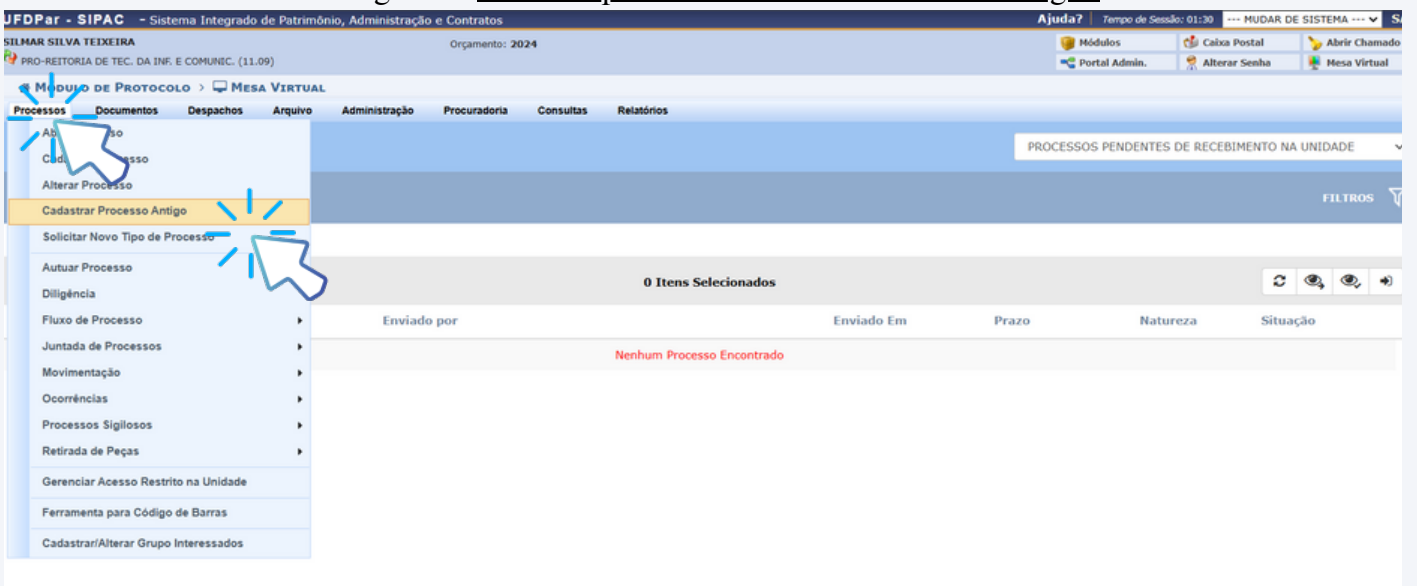 UFDPar - SIPAC - Sistema Integrado de Patrimônio, Administração e Contratos
Ajuda? Tempo de Sessão: 01:30 --- MUDAR DE SISTEMA ---
SILMAR SILVA TEIXEIRA Orçamento: 2024 Módulos Caixa Postal Abrir Chamado
PRO-REITORIA DE TEC. DA INF. E COMUNIC. (11.09) Portal Admin. Alterar Senha Mesa Virtual
MÓDULO DE PROTOCOLO > MESA VIRTUAL
Processos Documentos Despachos Arquivo Administração Procuradoria Consultas Relatórios
PROCESSOS PENDENTES DE RECEBIMENTO NA UNIDADE
Alterar Processo
FILTROS
Cadastrar Processo Antigo
Solicitar Novo Tipo de Processo
Autuar Processo
0 Itens Selecionados
Diligência
Fluxo de Processo
Enviado por Enviado Em Prazo Natureza Situação
Juntada de Processos
Nenhum Processo Encontrado
Movimentação
Ocorrências
Processos Sigilosos
Retirada de Peças
Gerenciar Acesso Restrito na Unidade
Ferramenta para Código de Barras
Cadastrar/Alterar Grupo Interessados